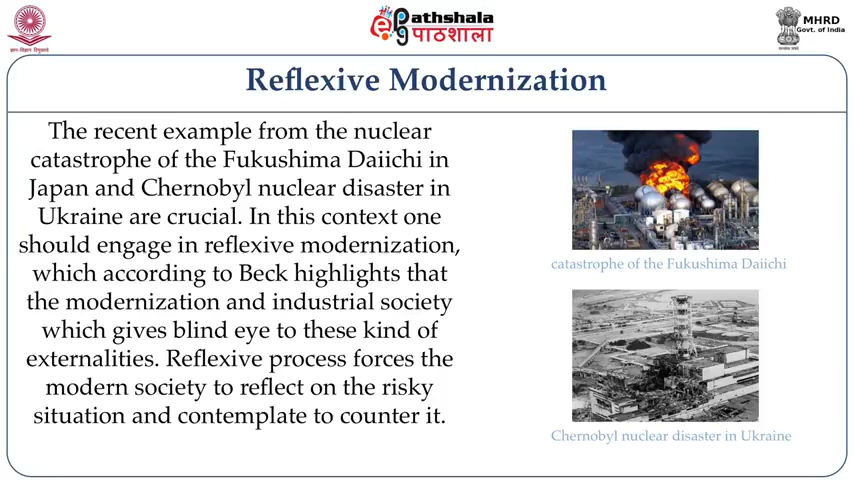 ज्ञान-विज्ञान विमुक्तये
ePathshala
पाठशाला
MHRD
Govt. of India
Reflexive Modernization
The recent example from the nuclear
catastrophe of the Fukushima Daiichi in
Japan and Chernobyl nuclear disaster in
Ukraine are crucial. In this context one
should engage in reflexive modernization,
which according to Beck highlights that
the modernization and industrial society
which gives blind eye to these kind of
externalities. Reflexive process forces the
modern society to reflect on the risky
situation and contemplate to counter it.
catastrophe of the Fukushima Daiichi
Chernobyl nuclear disaster in Ukraine